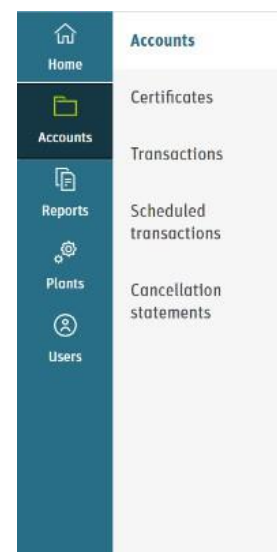 Home
Accounts
Reports
Plants
Users
Accounts
Certificates
Transactions
Scheduled
transactions
Cancellation
statements